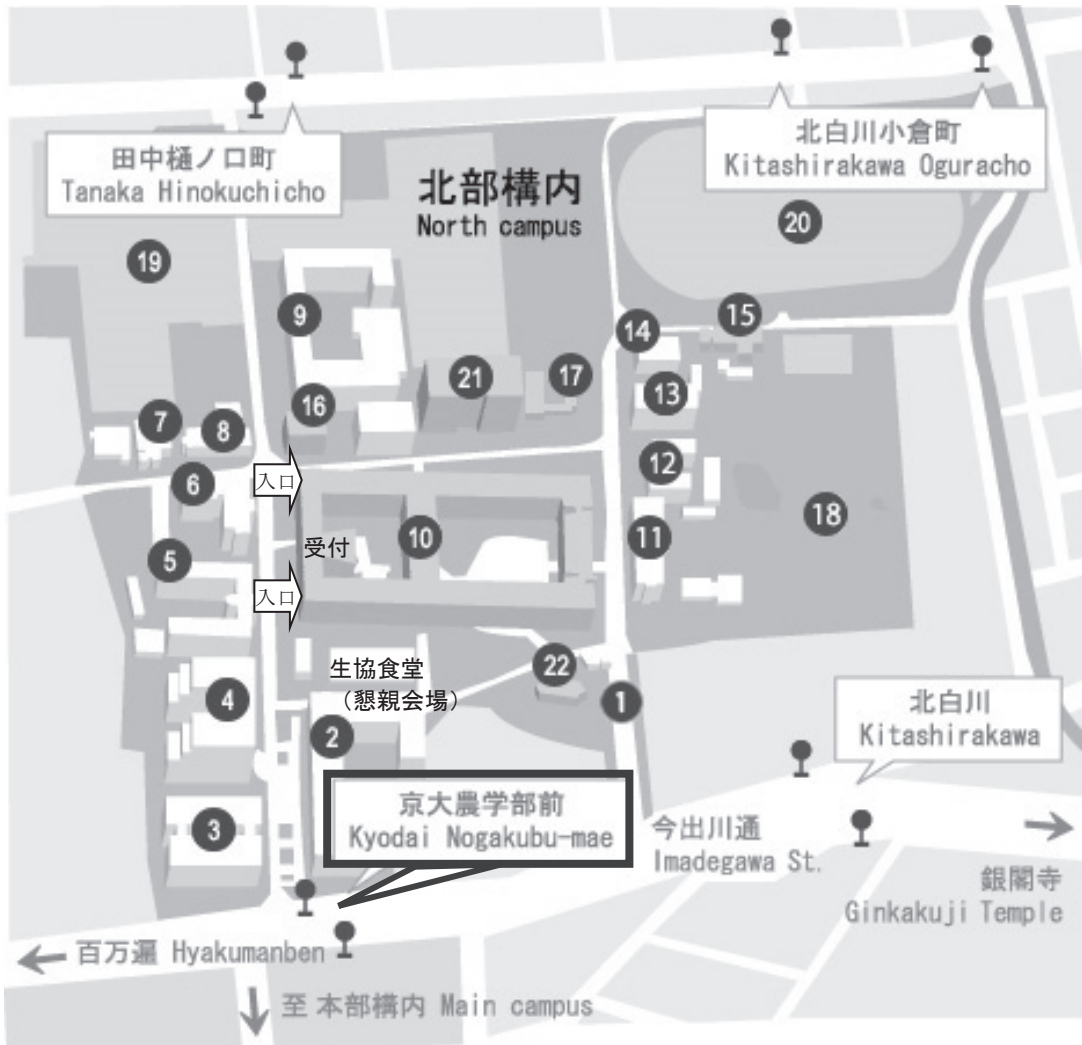 田中樋ノ口町
Tanaka Hinokuchicho
北白川小倉町
Kitashirakawa Oguracho
北部構内
North campus
20
19
9
14
15
21
17
13
16
7
8
12
6
入口
18
10
11
受付
5
入口
22
生協食堂
(懇親会場)
4
1
2
北白川
Kitashirakawa
京大農学部前
Kyodai Nogakubu-mae
3
今出川通
Imadegawa St.
銀閣寺
Ginkakuji Temple
百万遍 Hyakumanben
至 本部構内 Main campus